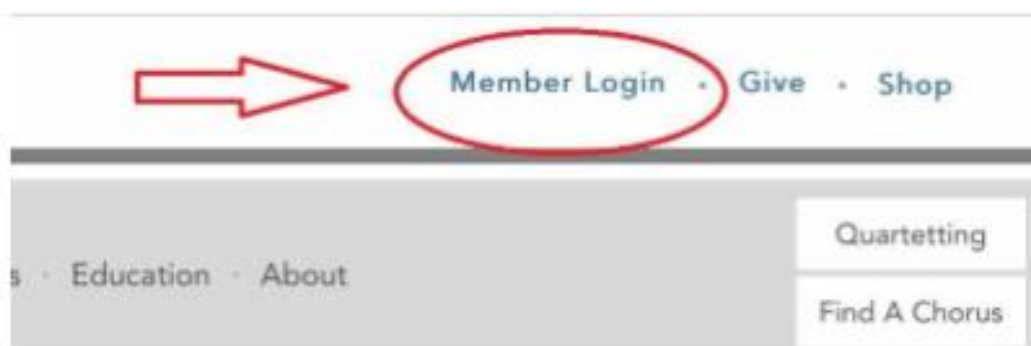 Member Login · Give · Shop
s · Education · About
Quartetting
Find A Chorus